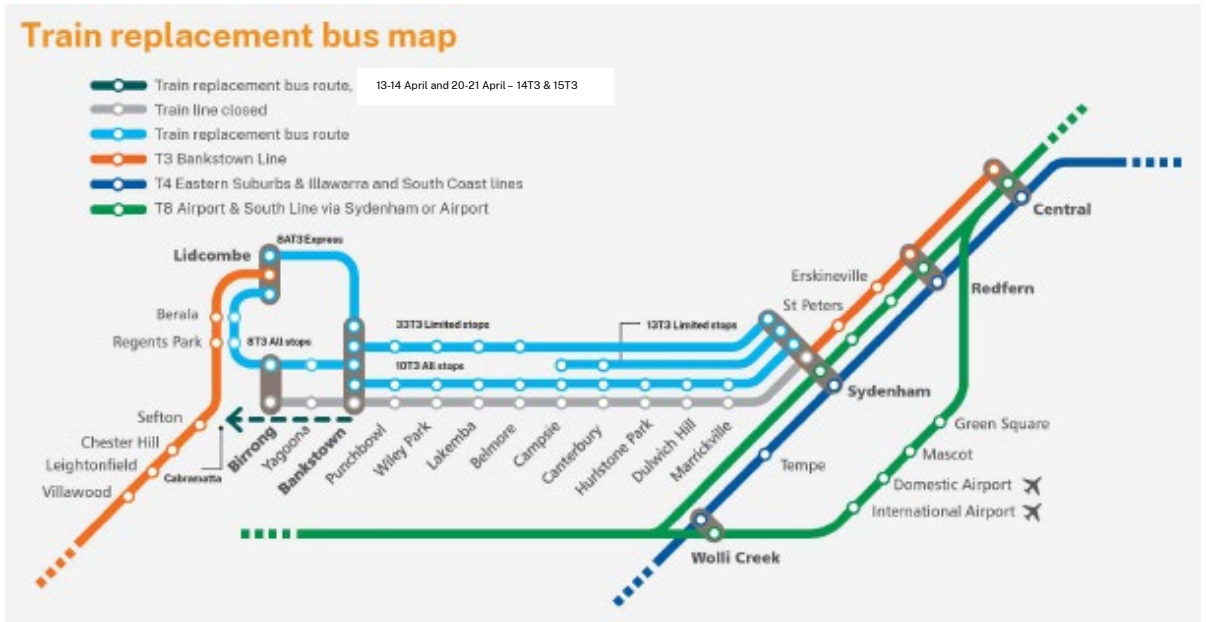 Train replacement bus map
Train replacement bus route, 13-14 April and 20-21 April – 14T3 & 15T3
Train line closed
Train replacement bus route
T3 Bankstown Line
T4 Eastern Suburbs & Illawarra and South Coast lines
T8 Airport & South Line via Sydenham or Airport
8AT3 Express
Lidcombe
Central
Erskineville
Redfern
St Peters
Berala
33T3 Limited stops
13T3 Limited stops
Regents Park
8T3 All stops
10T3 All stops
Sydenham
Sefton
Green Square
Chester Hill
Leightonfield
Villawood
Cabramatta
Birrong
Yagoona
Bankstown
Punchbowl
Wiley Park
Lakemba
Belmore
Campsie
Canterbury
Hurlstone Park
Dulwich Hill
Marrickville
Mascot
Tempe
Domestic Airport
International Airport
Wolli Creek